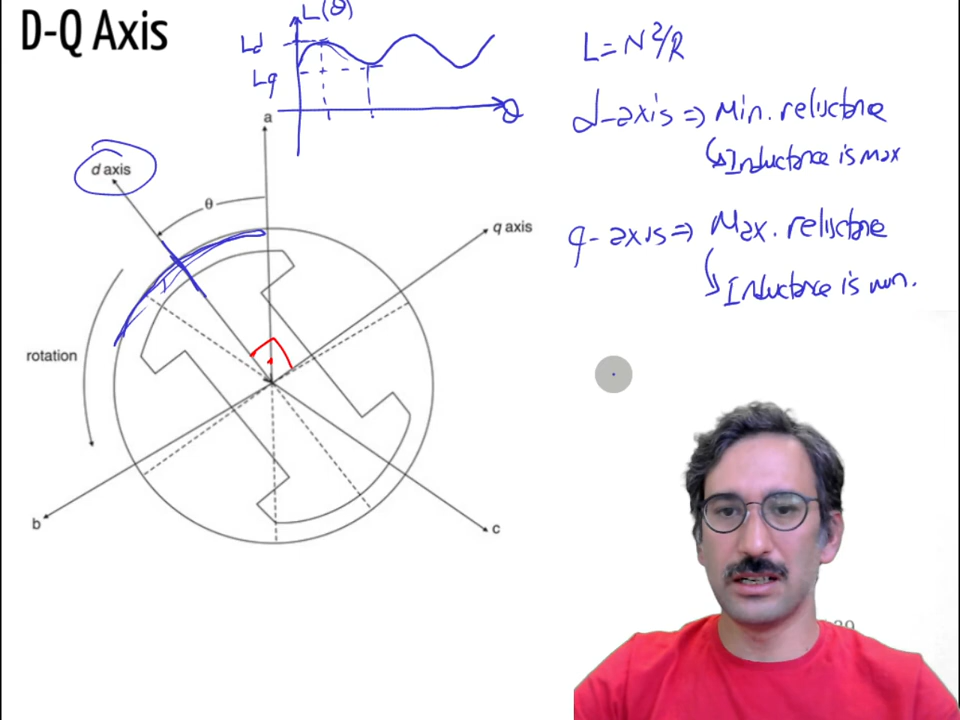 D-Q Axis
L(θ)
Ld
Lq
θ
a
d axis
θ
q axis
rotation
b
c
L=N²/R
d-axis ⇒ Min. reluctance
↳ Inductance is max
q-axis ⇒ Max. reluctance
↳ Inductance is min.